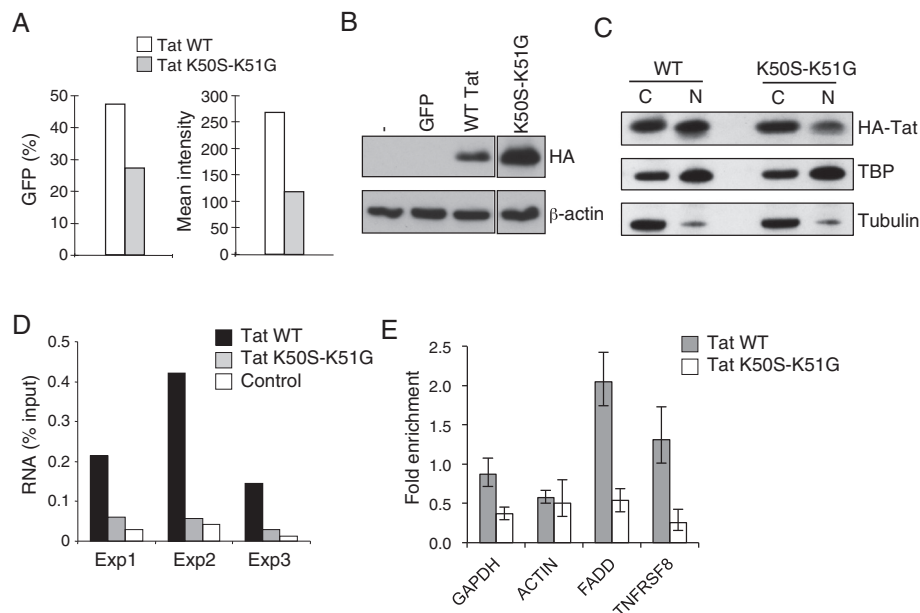 A
Tat WT
Tat K50S-K51G
GFP (%)
50
40
30
20
10
0
Mean intensity
300
250
200
150
100
50
0
B
-
GFP
WT Tat
K50S-K51G
HA
β-actin
C
WT
K50S-K51G
C
N
C
N
HA-Tat
TBP
Tubulin
D
Tat WT
Tat K50S-K51G
Control
RNA (% input)
0.5
0.4
0.3
0.2
0.1
0
Exp1
Exp2
Exp3
E
Tat WT
Tat K50S-K51G
Fold enrichment
2.5
2.0
1.5
1.0
0.5
0.0
GAPDH
ACTIN
FADD
TNFRSF8